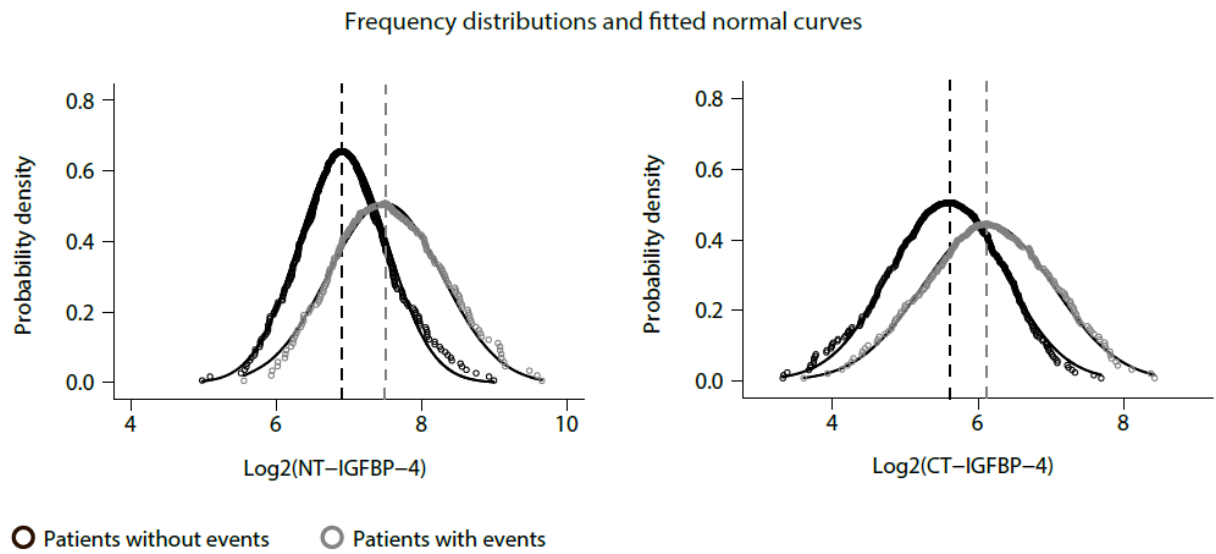 Frequency distributions and fitted normal curves
Probability density
0.8
0.6
0.4
0.2
0.0
4 6 8 10
Log2(NT–IGFBP–4)
Probability density
0.8
0.6
0.4
0.2
0.0
4 6 8
Log2(CT–IGFBP–4)
Patients without events Patients with events